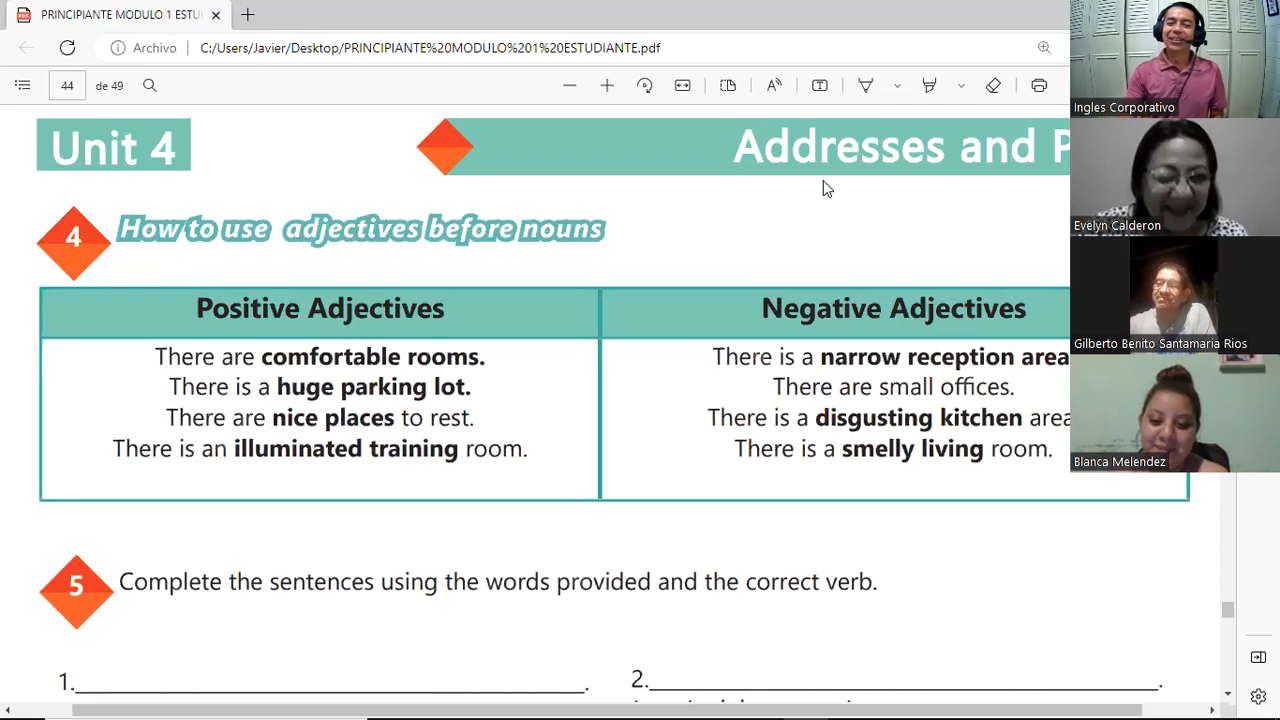 PRINCIPIANTE MODULO 1 ESTU
Archivo
C:/Users/Javier/Desktop/PRINCIPIANTE%20MODULO%201%20ESTUDIANTE.pdf
44
de 49
Unit 4
Addresses and P
4
How to use adjectives before nouns
Positive Adjectives
Negative Adjectives
There are comfortable rooms.
There is a huge parking lot.
There are nice places to rest.
There is an illuminated training room.
There is a narrow reception area
There are small offices.
There is a disgusting kitchen area
There is a smelly living room.
5
Complete the sentences using the words provided and the correct verb.
1.
.
2.
.
Ingles Corporativo
Evelyn Calderon
Gilberto Benito Santamaria Rios
Blanca Melendez